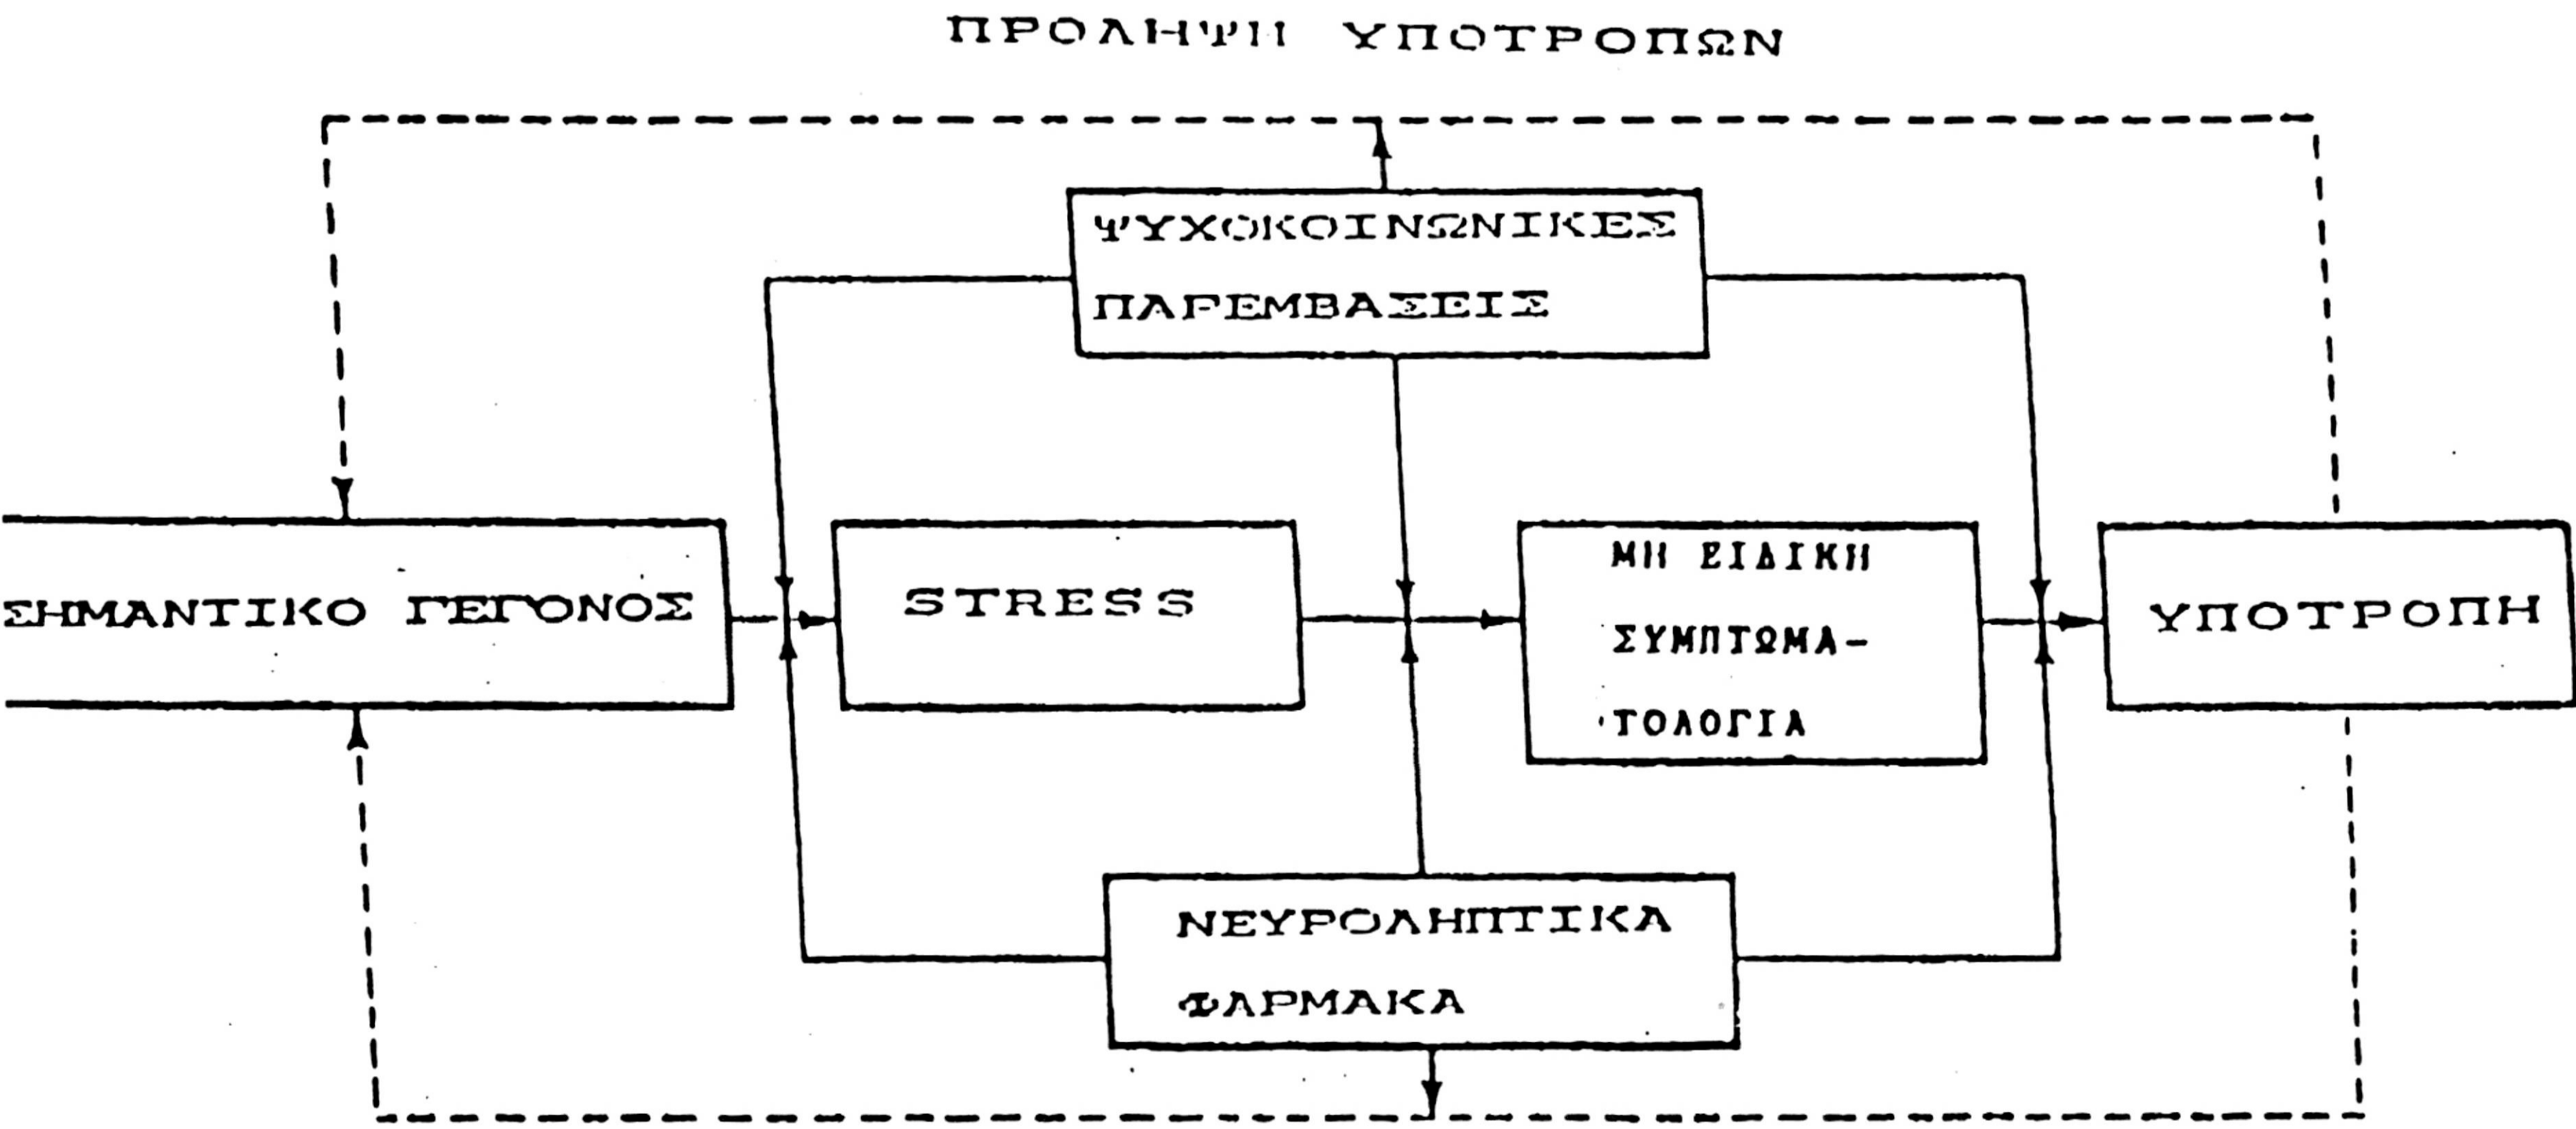 ΠΡΟΛΗΨΗ ΥΠΟΤΡΟΠΩΝ
ΨΥΧΟΚΟΙΝΩΝΙΚΕΣ
ΠΑΡΕΜΒΑΣΕΙΣ
ΣΗΜΑΝΤΙΚΟ ΓΕΓΟΝΟΣ
STRESS
ΜΗ ΕΙΔΙΚΗ
ΣΥΜΠΤΩΜΑ-
ΤΟΛΟΓΙΑ
ΥΠΟΤΡΟΠΗ
ΝΕΥΡΟΛΗΠΤΙΚΑ
ΦΑΡΜΑΚΑ